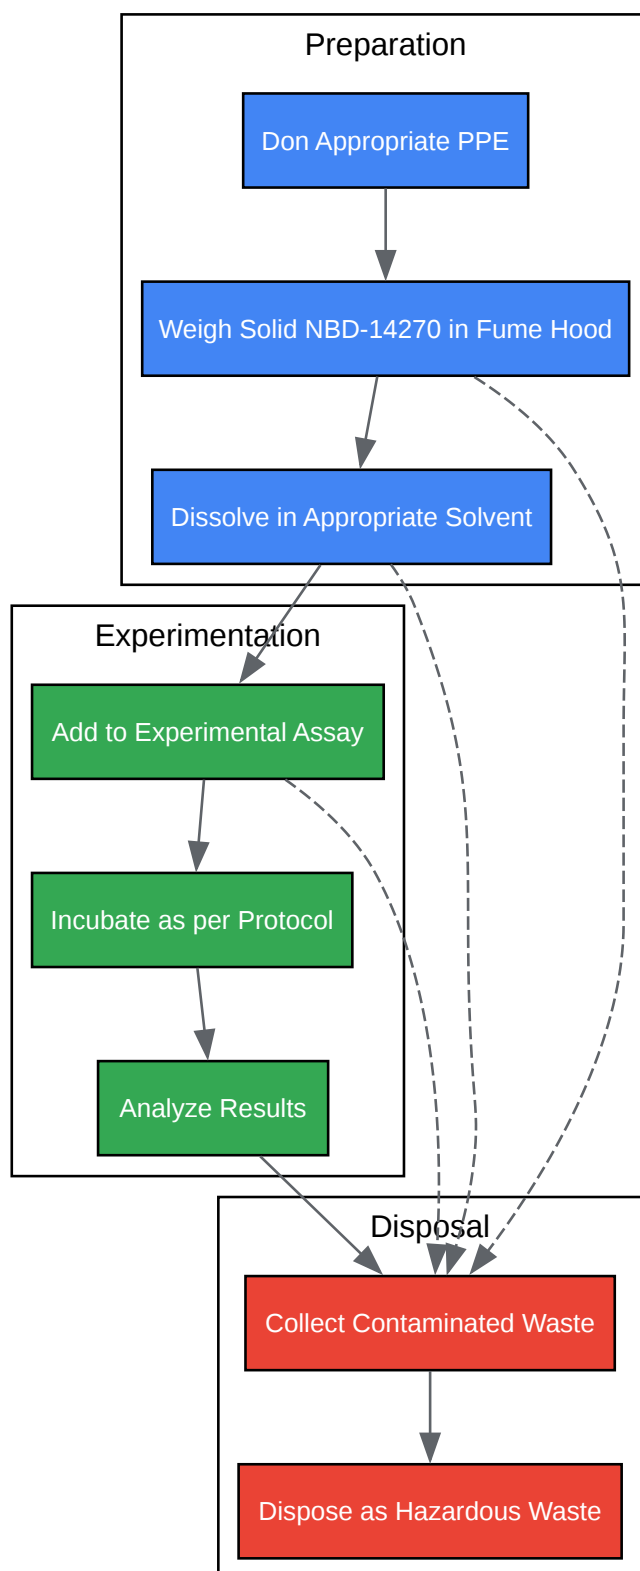 Preparation
Don Appropriate PPE
Weigh Solid NBD-14270 in Fume Hood
Dissolve in Appropriate Solvent
Experimentation
Add to Experimental Assay
Incubate as per Protocol
Analyze Results
Disposal
Collect Contaminated Waste
Dispose as Hazardous Waste